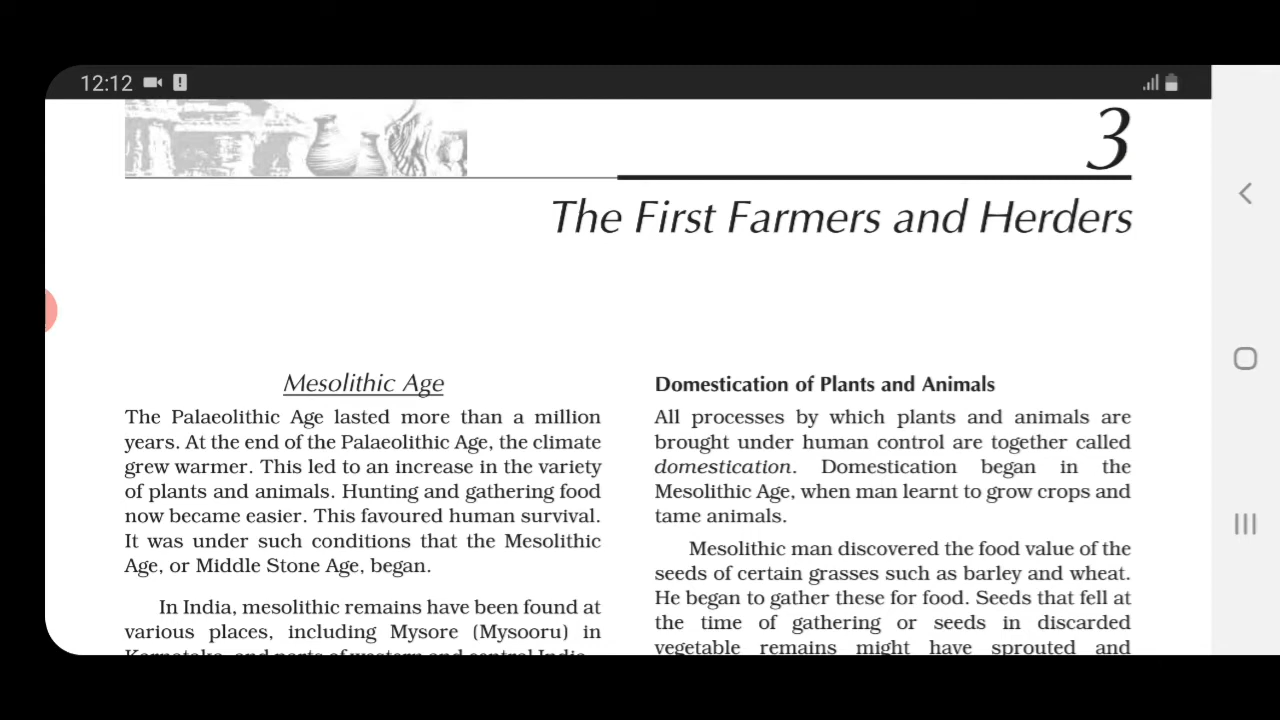 12:12
3
The First Farmers and Herders
Mesolithic Age
The Palaeolithic Age lasted more than a million
years. At the end of the Palaeolithic Age, the climate
grew warmer. This led to an increase in the variety
of plants and animals. Hunting and gathering food
now became easier. This favoured human survival.
It was under such conditions that the Mesolithic
Age, or Middle Stone Age, began.
In India, mesolithic remains have been found at
various places, including Mysore (Mysooru) in
Karnataka, and parts of western and central India.
Domestication of Plants and Animals
All processes by which plants and animals are
brought under human control are together called
domestication. Domestication began in the
Mesolithic Age, when man learnt to grow crops and
tame animals.
Mesolithic man discovered the food value of the
seeds of certain grasses such as barley and wheat.
He began to gather these for food. Seeds that fell at
the time of gathering or seeds in discarded
vegetable remains might have sprouted and